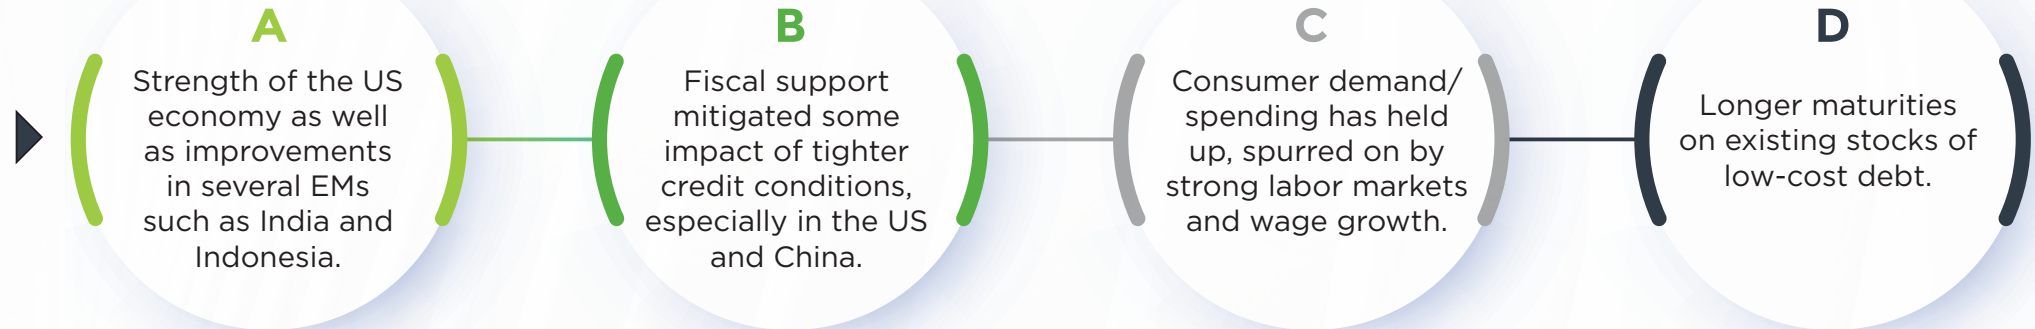 A
Strength of the US
economy as well
as improvements
in several EMs
such as India and
Indonesia.
B
Fiscal support
mitigated some
impact of tighter
credit conditions,
especially in the US
and China.
C
Consumer demand/
spending has held
up, spurred on by
strong labor markets
and wage growth.
D
Longer maturities
on existing stocks of
low-cost debt.